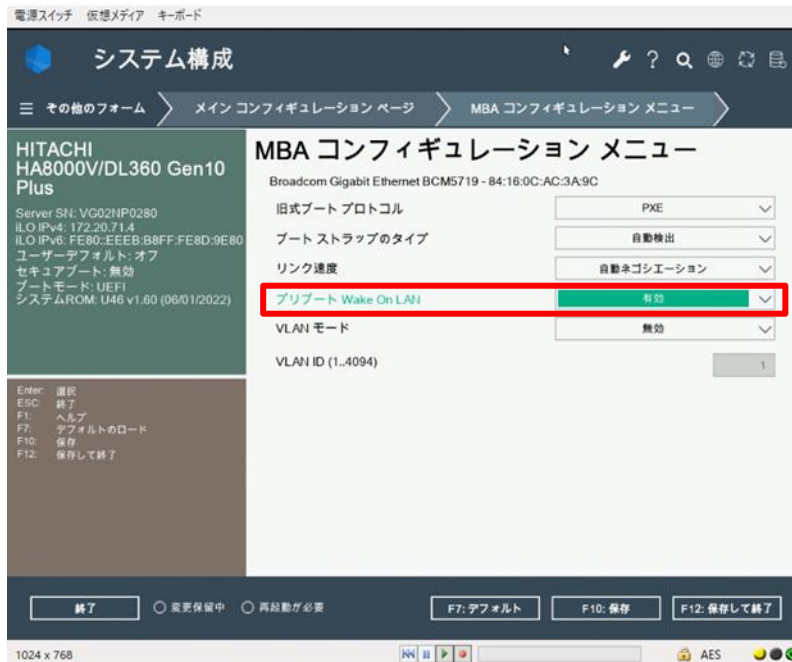 電源スイッチ 仮想メディア キーボード
システム構成
その他のフォーム メイン コンフィギュレーション ページ MBA コンフィギュレーション メニュー
HITACHI
HA8000V/DL360 Gen10
Plus
Server SN: VG02NP0280
iLO IPv4: 172.20.71.4
iLO IPv6: FE80::EEEB:B8FF:FE8D:9E80
ユーザーデフォルト: オフ
セキュアブート: 無効
ブートモード: UEFI
システムROM: U46 v1.60 (06/01/2022)
Enter: 選択
ESC: 終了
F1: ヘルプ
F7: デフォルトのロード
F10: 保存
F12: 保存して終了
MBA コンフィギュレーション メニュー
Broadcom Gigabit Ethernet BCM5719 - 84:16:0C:AC:3A:9C
旧式ブート プロトコル PXE
ブート ストラップのタイプ 自動検出
リンク速度 自動ネゴシエーション
プリブート Wake On LAN 有効
VLAN モード 無効
VLAN ID (1..4094) 1
終了 変更保留中 再起動が必要 F7: デフォルト F10: 保存 F12: 保存して終了
1024 x 768 AES